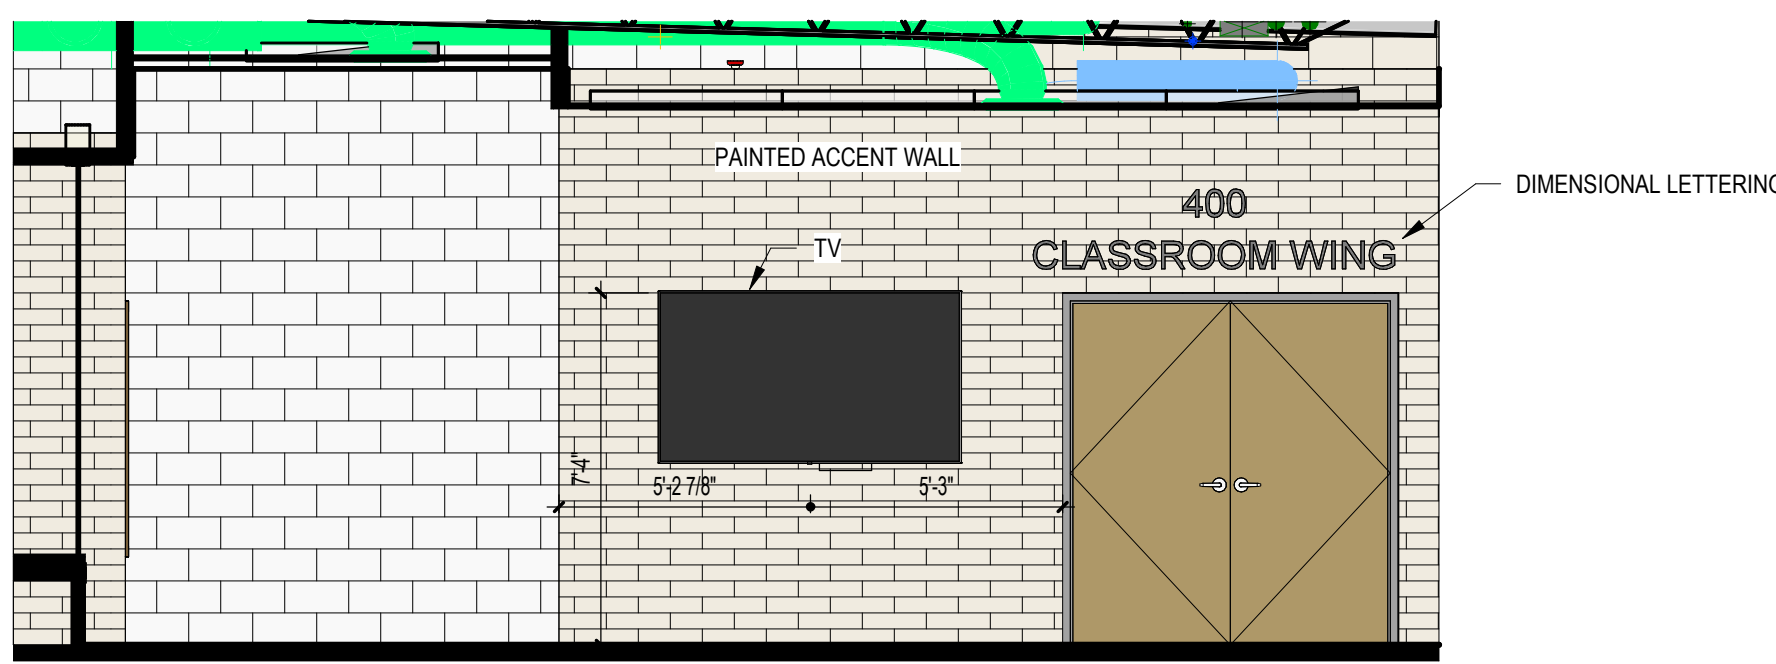 PAINTED ACCENT WALL
DIMENSIONAL LETTERING
400
CLASSROOM WING
TV
7'-4"
5'-2 7/8"
5'-3"